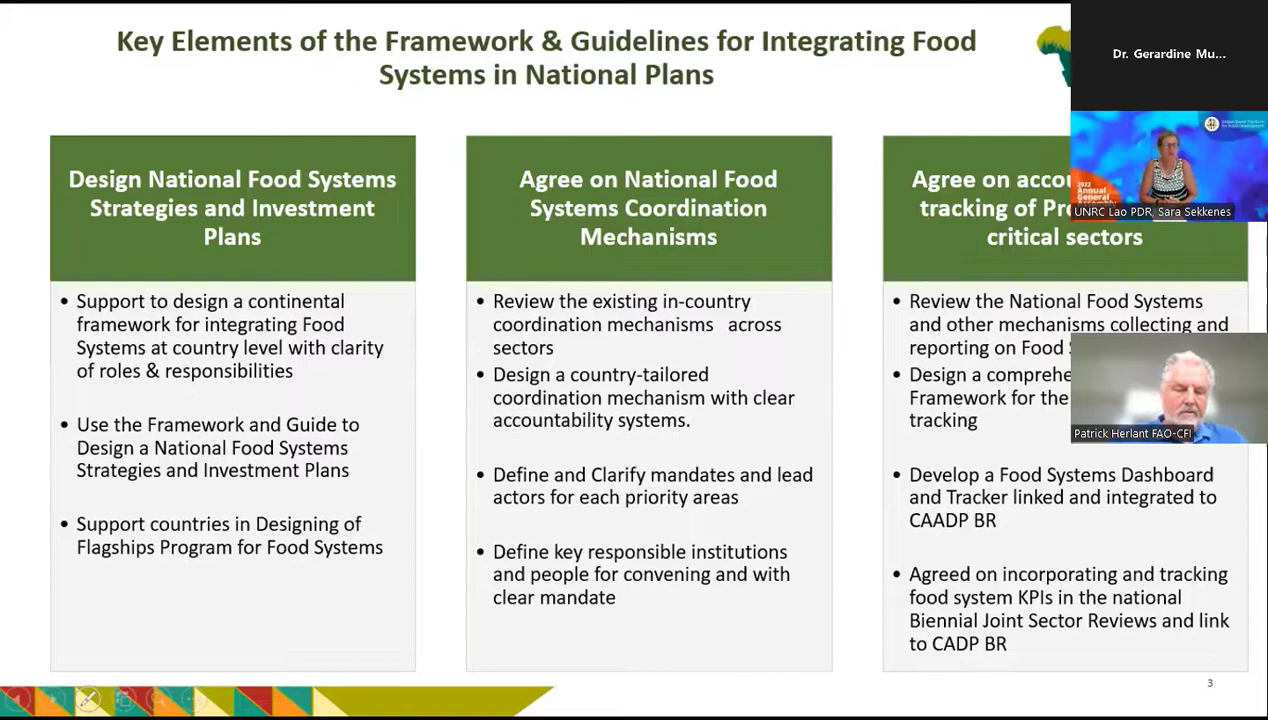 Key Elements of the Framework & Guidelines for Integrating Food
Systems in National Plans
Design National Food Systems
Strategies and Investment
Plans
• Support to design a continental
framework for integrating Food
Systems at country level with clarity
of roles & responsibilities
• Use the Framework and Guide to
Design a National Food Systems
Strategies and Investment Plans
• Support countries in Designing of
Flagships Program for Food Systems
Agree on National Food
Systems Coordination
Mechanisms
• Review the existing in-country
coordination mechanisms across
sectors
• Design a country-tailored
coordination mechanism with clear
accountability systems.
• Define and Clarify mandates and lead
actors for each priority areas
• Define key responsible institutions
and people for convening and with
clear mandate
Agree on
tracking of
critical sectors
• Review the National Food Systems
and other mechanisms collecting and
reporting on Food
• Design a
Framework for the
tracking
• Develop a Food Systems Dashboard
and Tracker linked and integrated to
CAADP BR
• Agreed on incorporating and tracking
food system KPIs in the national
Biennial Joint Sector Reviews and link
to CADP BR
3
Dr. Gerardine Mu...
2022
Annual
General
UNRC Lao PDR, Sara Sekkenes
Patrick Herlant FAO-CFI